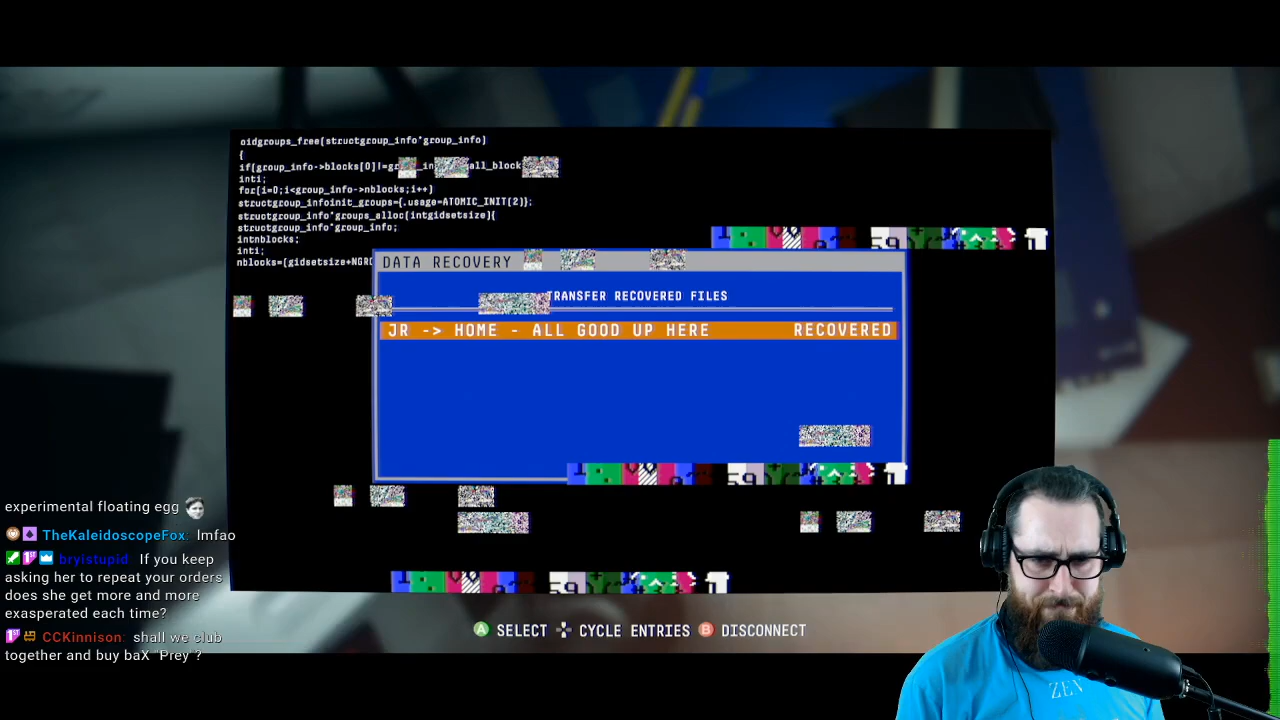 oidgroups_free(structgroup_info*group_info)
{
if(group_info->blocks[0]!=gr in all_block
inti;
for(i=0;i<group_info->nblocks;i++)
structgroup_infoinit_groups={.usage=ATOMIC_INIT(2)};
structgroup_info*groups_alloc(intgidsetsize){
structgroup_info*group_info;
intnblocks;
inti;
nblocks=(gidsetsize+NGRO
DATA RECOVERY
TRANSFER RECOVERED FILES
JR -> HOME - ALL GOOD UP HERE RECOVERED
SELECT CYCLE ENTRIES DISCONNECT
A B
experimental floating egg
TheKaleidoscopeFox: lmfao
bryistupid: If you keep
asking her to repeat your orders
does she get more and more
exasperated each time?
CCKinnison: shall we club
together and buy baX "Prey"?
ZEN